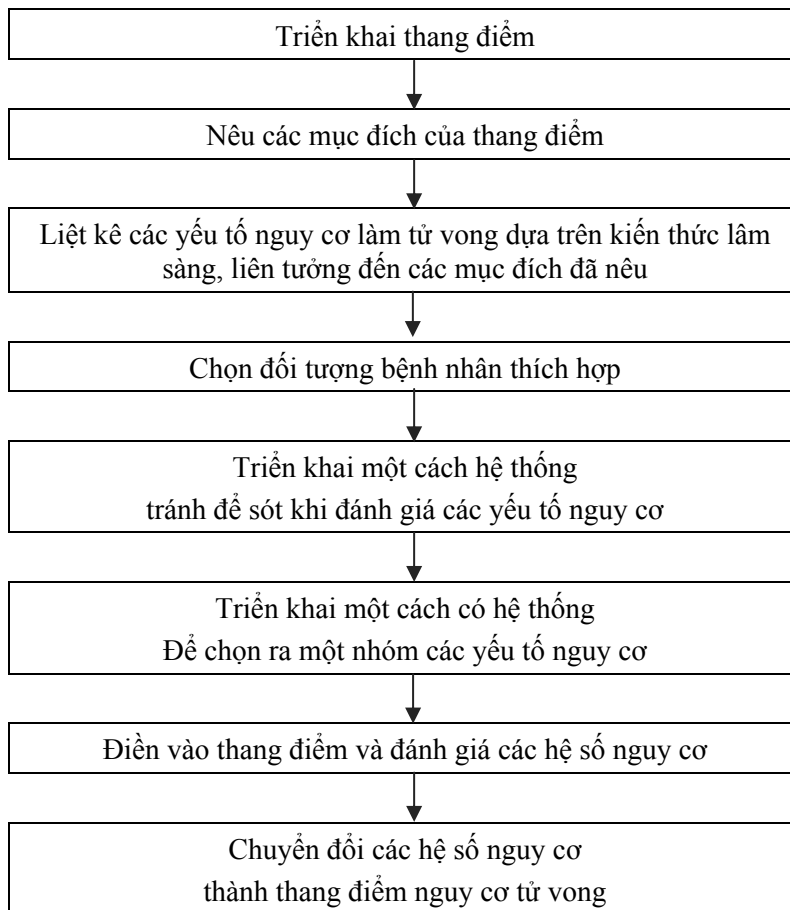 Triển khai thang điểm
Nêu các mục đích của thang điểm
Liệt kê các yếu tố nguy cơ làm tử vong dựa trên kiến thức lâm
sàng, liên tưởng đến các mục đích đã nêu
Chọn đối tượng bệnh nhân thích hợp
Triển khai một cách hệ thống
tránh để sót khi đánh giá các yếu tố nguy cơ
Triển khai một cách có hệ thống
Để chọn ra một nhóm các yếu tố nguy cơ
Điền vào thang điểm và đánh giá các hệ số nguy cơ
Chuyển đổi các hệ số nguy cơ
thành thang điểm nguy cơ tử vong